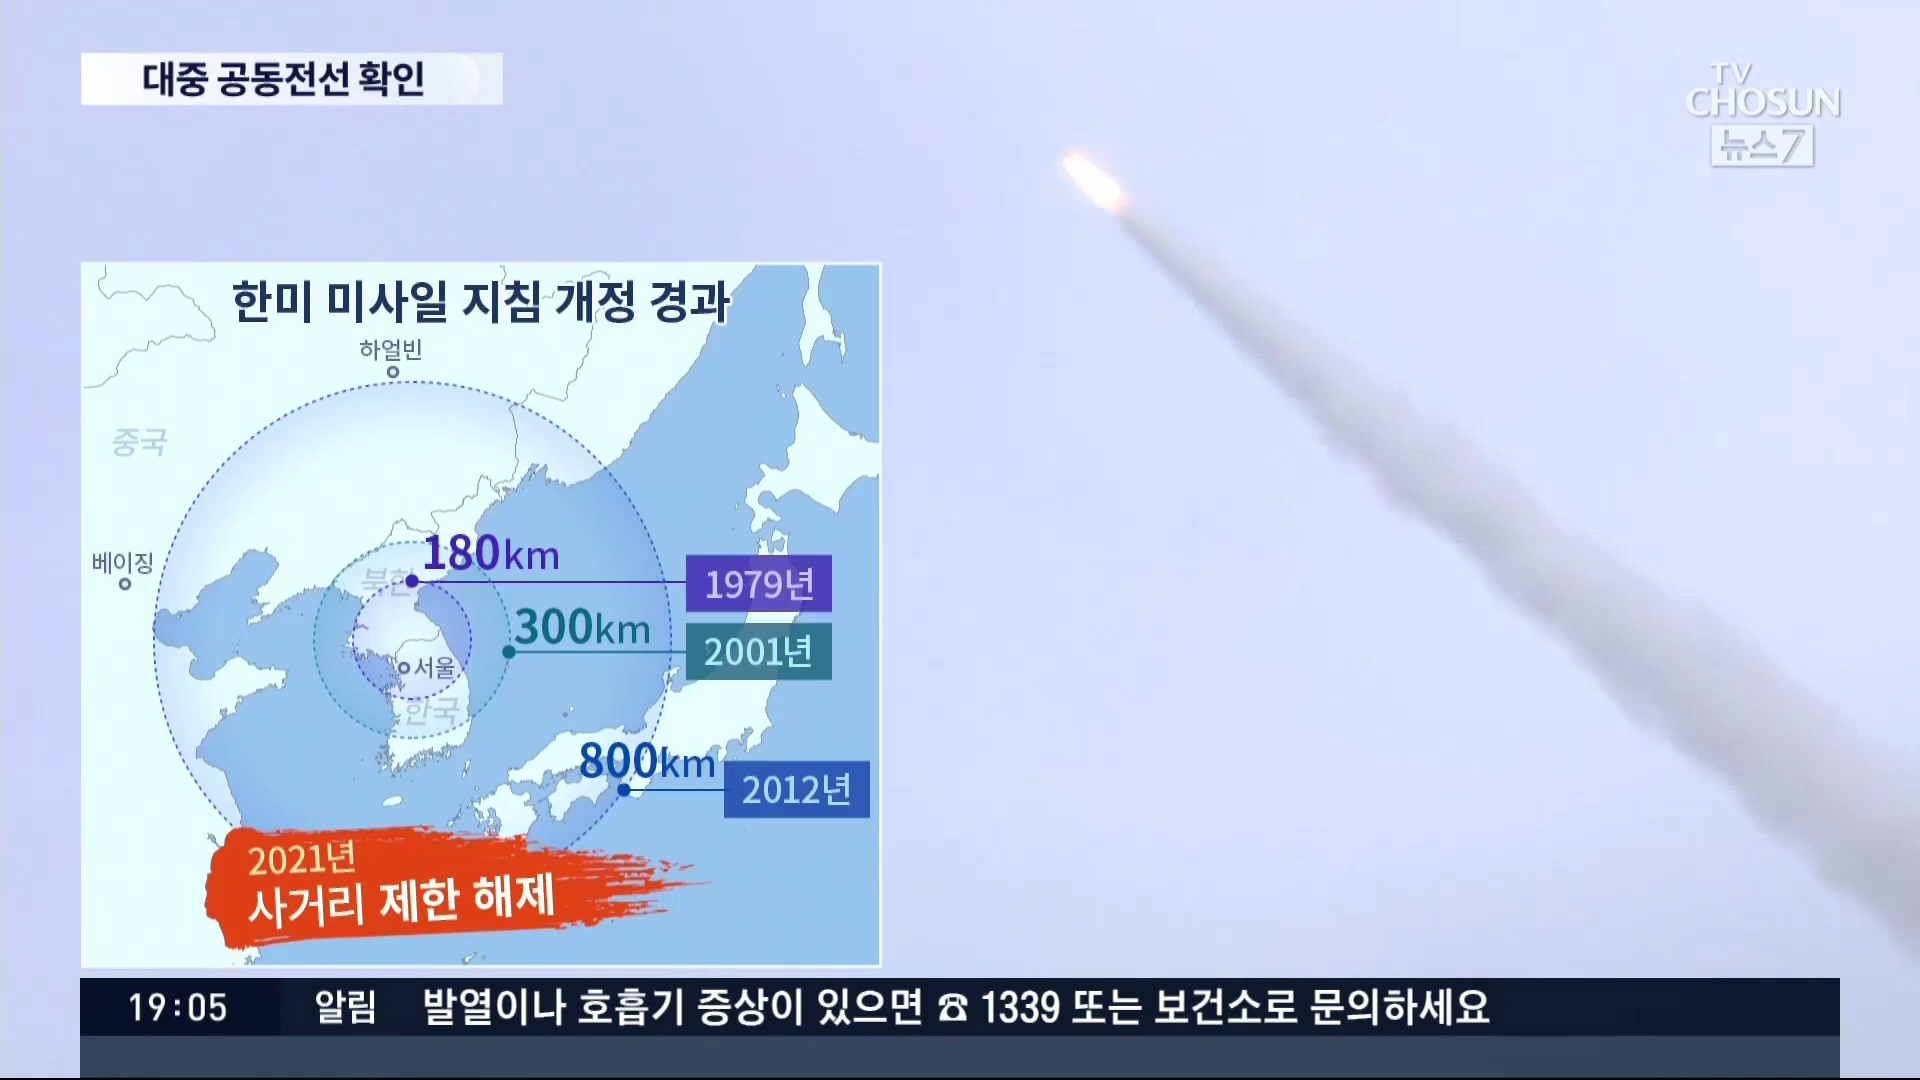 대중 공동전선 확인
TV
CHOSUN
뉴스7
한미 미사일 지침 개정 경과
하얼빈
중국
베이징
180km
북한
1979년
300km
2001년
서울
한국
800km
2012년
2021년
사거리 제한 해제
19:05 알림 발열이나 호흡기 증상이 있으면 ☎ 1339 또는 보건소로 문의하세요